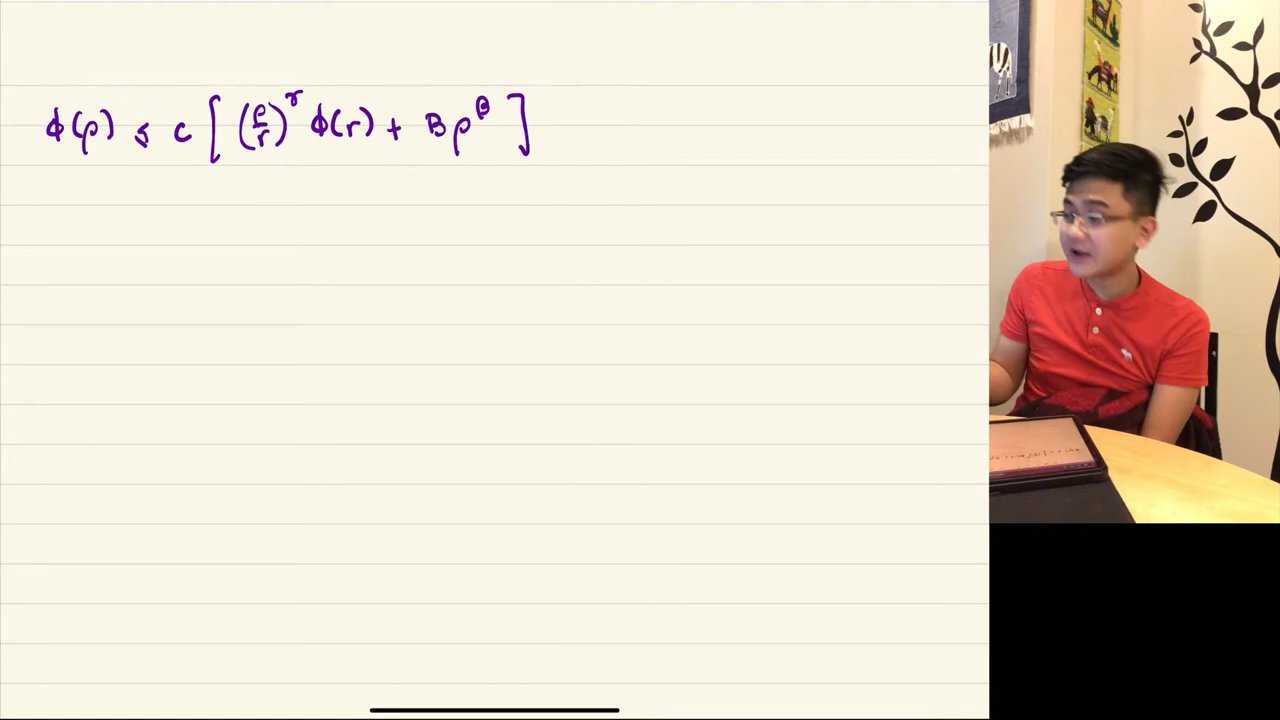 ϕ(ρ) ≤ c [ (ρ/r)^γ ϕ(r) + Bρ^β ]